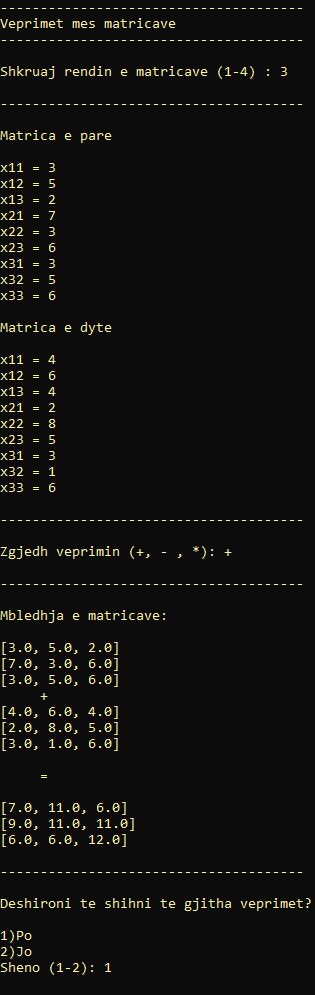 --------------------------------------
Veprimet mes matricave
--------------------------------------
Shkruaj rendin e matricave (1-4) : 3
--------------------------------------
Matrica e pare
x11 = 3
x12 = 5
x13 = 2
x21 = 7
x22 = 3
x23 = 6
x31 = 3
x32 = 5
x33 = 6
Matrica e dyte
x11 = 4
x12 = 6
x13 = 4
x21 = 2
x22 = 8
x23 = 5
x31 = 3
x32 = 1
x33 = 6
--------------------------------------
Zgjedh veprimin (+, - , *): +
--------------------------------------
Mbledhja e matricave:
[3.0, 5.0, 2.0]
[7.0, 3.0, 6.0]
[3.0, 5.0, 6.0]
+
[4.0, 6.0, 4.0]
[2.0, 8.0, 5.0]
[3.0, 1.0, 6.0]
=
[7.0, 11.0, 6.0]
[9.0, 11.0, 11.0]
[6.0, 6.0, 12.0]
--------------------------------------
Deshironi te shihni te gjitha veprimet?
1)Po
2)Jo
Sheno (1-2): 1